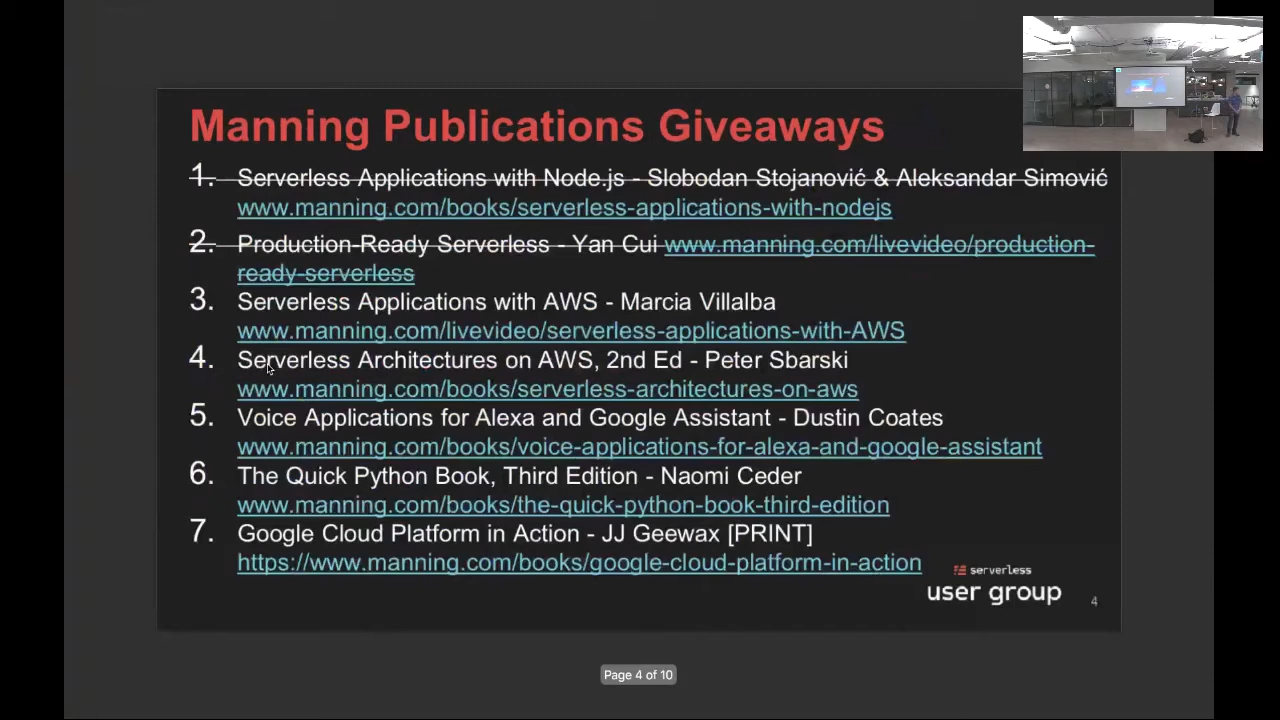 Manning Publications Giveaways
1. Serverless Applications with Node.js - Slobodan Stojanović & Aleksandar Simović
www.manning.com/books/serverless-applications-with-nodejs
2. Production-Ready Serverless - Yan Cui www.manning.com/livevideo/production-
ready-serverless
3. Serverless Applications with AWS - Marcia Villalba
www.manning.com/livevideo/serverless-applications-with-AWS
4. Serverless Architectures on AWS, 2nd Ed - Peter Sbarski
www.manning.com/books/serverless-architectures-on-aws
5. Voice Applications for Alexa and Google Assistant - Dustin Coates
www.manning.com/books/voice-applications-for-alexa-and-google-assistant
6. The Quick Python Book, Third Edition - Naomi Ceder
www.manning.com/books/the-quick-python-book-third-edition
7. Google Cloud Platform in Action - JJ Geewax [PRINT]
https://www.manning.com/books/google-cloud-platform-in-action
serverless
user group
4
Page 4 of 10